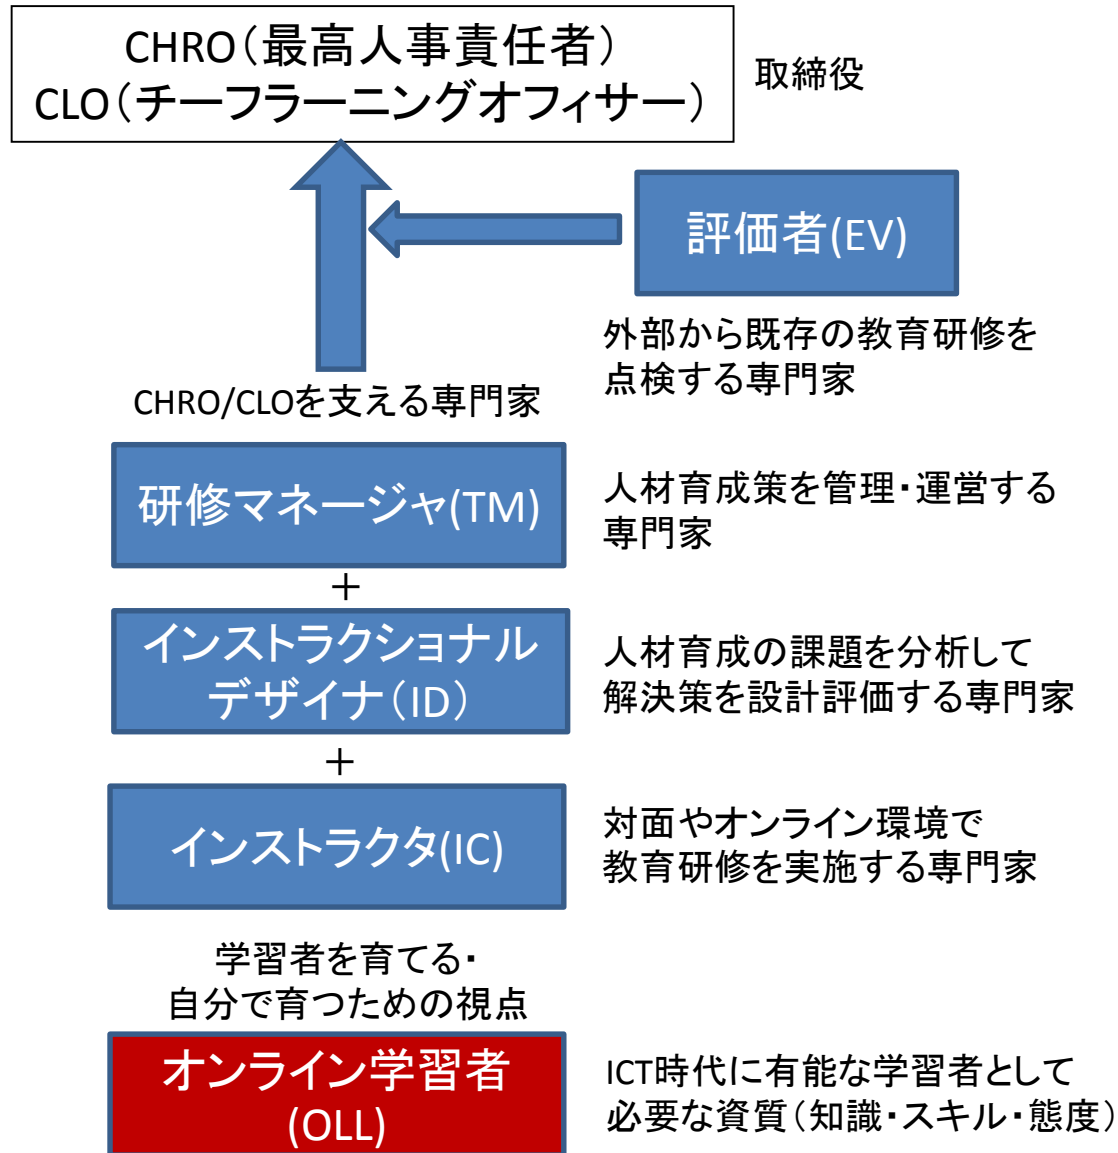 CHRO（最高人事責任者）
CLO（チーフラーニングオフィサー）
取締役
評価者(EV)
外部から既存の教育研修を
点検する専門家
CHRO/CLOを支える専門家
研修マネージャ(TM)
人材育成策を管理・運営する
専門家
＋
インストラクショナル
デザイナ（ID）
人材育成の課題を分析して
解決策を設計評価する専門家
＋
インストラクタ(IC)
対面やオンライン環境で
教育研修を実施する専門家
学習者を育てる・
自分で育つための視点
オンライン学習者
(OLL)
ICT時代に有能な学習者として
必要な資質（知識・スキル・態度）